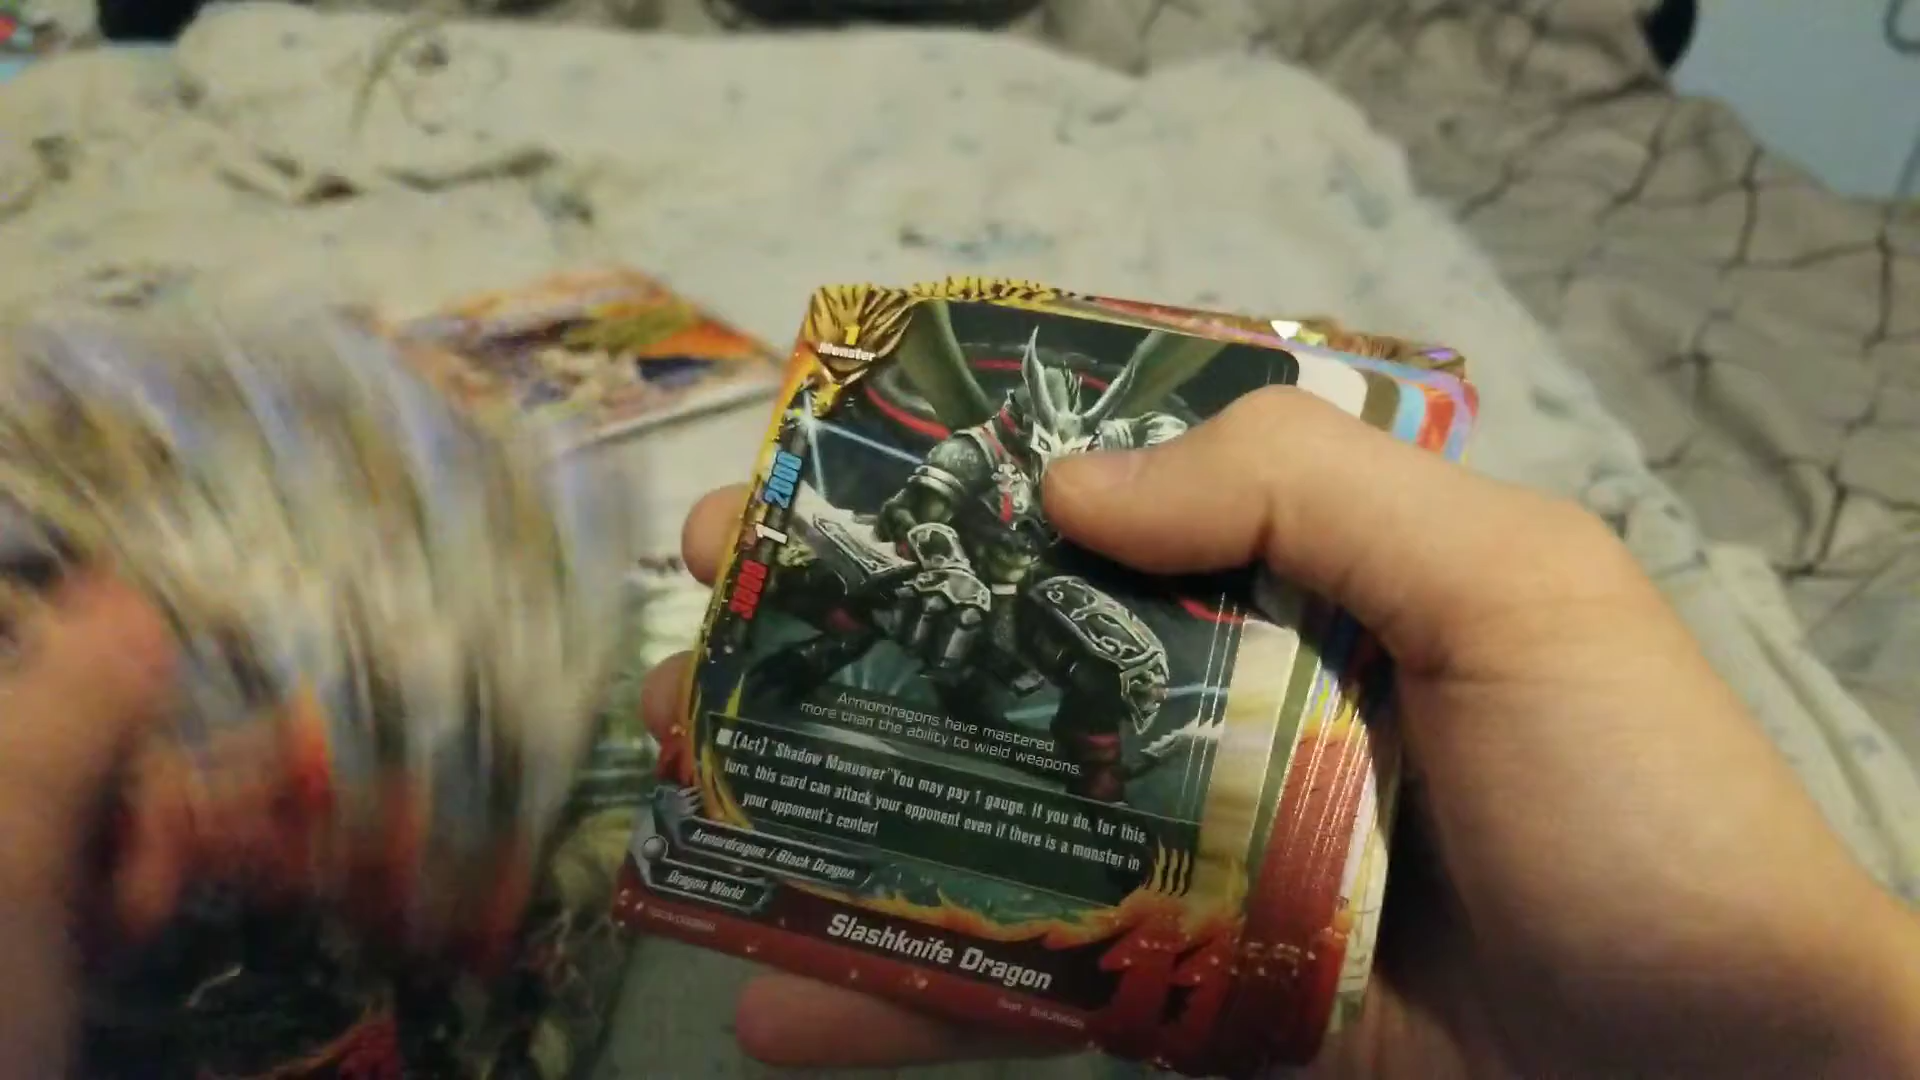 1
Monster
2000
1
3000
Armordragons have mastered
more than the ability to wield weapons.
[Act] "Shadow Manuover" You may pay 1 gauge. If you do, for this
turn, this card can attack your opponent even if there is a monster in
your opponent's center!
Armordragon / Black Dragon
Dragon World
Slashknife Dragon